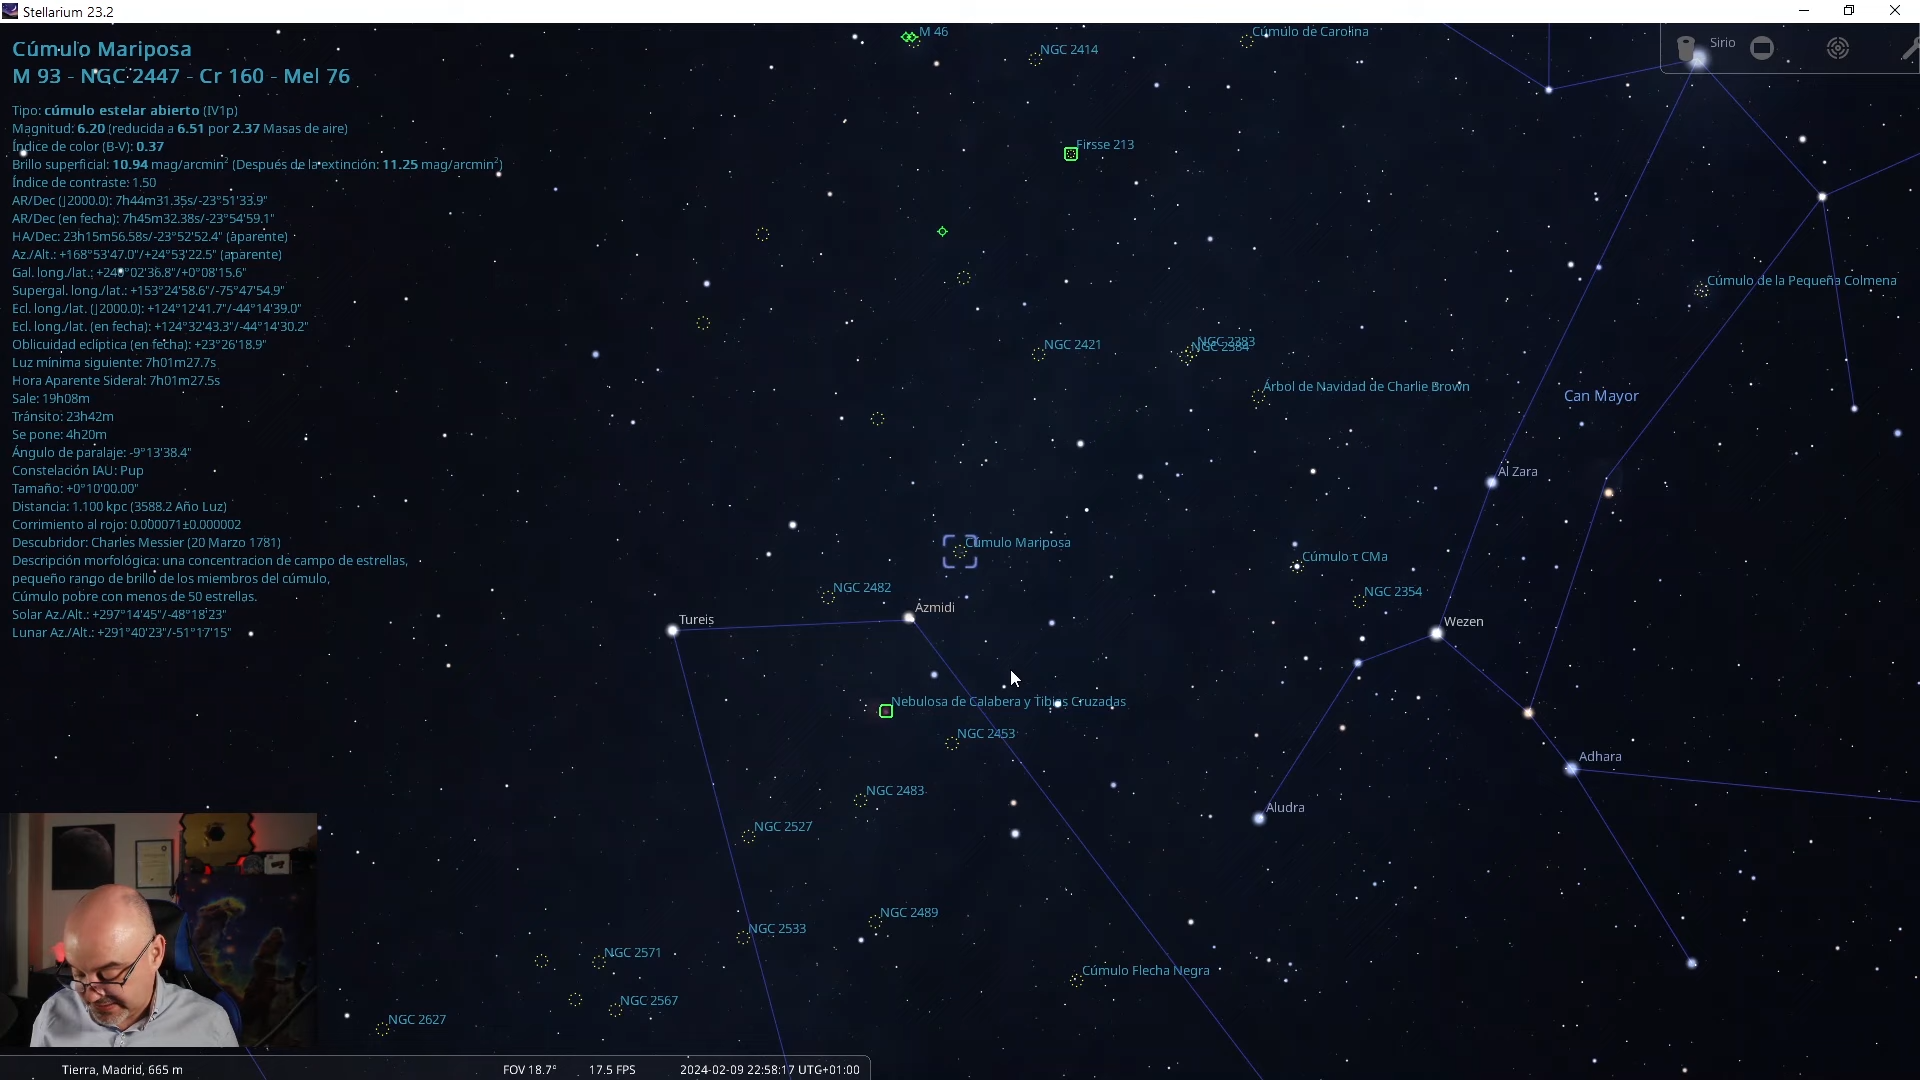 Stellarium 23.2
Cúmulo Mariposa
M 93 - NGC 2447 - Cr 160 - Mel 76
Tipo: cúmulo estelar abierto (IV1p)
Magnitud: 6.20 (reducida a 6.51 por 2.37 Masas de aire)
Índice de color (B-V): 0.37
Brillo superficial: 10.94 mag/arcmin² (Después de la extinción: 11.25 mag/arcmin²)
Índice de contraste: 1.50
AR/Dec (J2000.0): 7h44m31.35s/-23°51'33.9"
AR/Dec (en fecha): 7h45m32.38s/-23°54'59.1"
HA/Dec: 23h15m56.58s/-23°52'52.4" (aparente)
Az./Alt.: +168°53'47.0"/+24°53'22.5" (aparente)
Gal. long./lat.: +240°02'36.8"/+0°08'15.6"
Supergal. long./lat.: +153°24'58.6"/-75°47'54.9"
Ecl. long./lat. (J2000.0): +124°12'41.7"/-44°14'39.0"
Ecl. long./lat. (en fecha): +124°32'43.3"/-44°14'30.2"
Oblicuidad eclíptica (en fecha): +23°26'18.9"
Luz mínima siguiente: 7h01m27.7s
Hora Aparente Sideral: 7h01m27.5s
Sale: 19h08m
Tránsito: 23h42m
Se pone: 4h20m
Ángulo de paralaje: -9°13'38.4"
Constelación IAU: Pup
Tamaño: +0°10'00.00"
Distancia: 1.100 kpc (3588.2 Año Luz)
Corrimiento al rojo: 0.000071±0.000002
Descubridor: Charles Messier (20 Marzo 1781)
Descripción morfológica: una concentracion de campo de estrellas,
pequeño rango de brillo de los miembros del cúmulo,
Cúmulo pobre con menos de 50 estrellas.
Solar Az./Alt.: +297°14'45"/-48°18'23"
Lunar Az./Alt.: +291°40'23"/-51°17'15"
M 46
Cúmulo de Carolina
Sirio
NGC 2414
Firsse 213
Cúmulo de la Pequeña Colmena
NGC 2421
NGC 2383
NGC 2384
Árbol de Navidad de Charlie Brown
Can Mayor
Al Zara
Cúmulo Mariposa
Cúmulo τ CMa
NGC 2482
NGC 2354
Azmidi
Tureis
Wezen
Nebulosa de Calabera y Tibias Cruzadas
NGC 2453
Adhara
NGC 2483
Aludra
NGC 2527
NGC 2489
NGC 2533
NGC 2571
Cúmulo Flecha Negra
NGC 2567
NGC 2627
Tierra, Madrid, 665 m
FOV 18.7°
17.5 FPS
2024-02-09 22:58:17 UTC+01:00